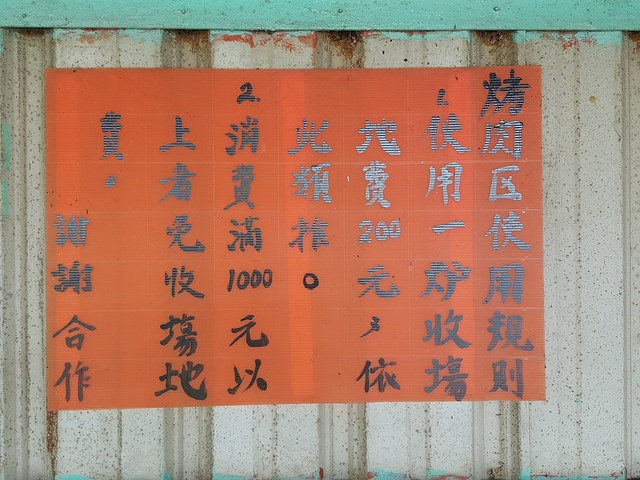 烤肉区使用規則
1.使用一炉收場
地費200元，依
此類推。
2.消費滿1000元以
上者免收場地
費。
謝謝合作